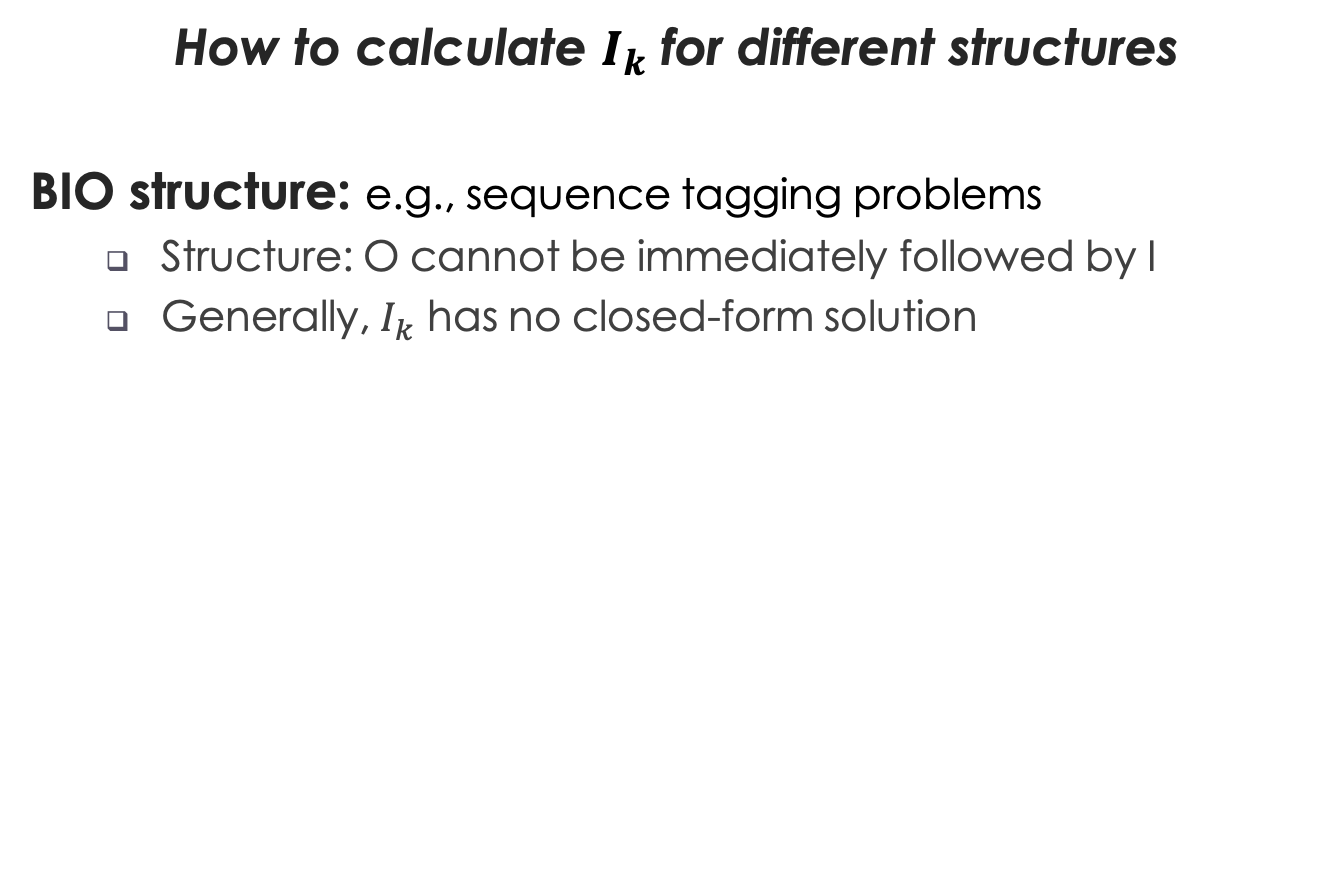 How to calculate I_k for different structures
BIO structure: e.g., sequence tagging problems
❑ Structure: O cannot be immediately followed by I
❑ Generally, I_k has no closed-form solution